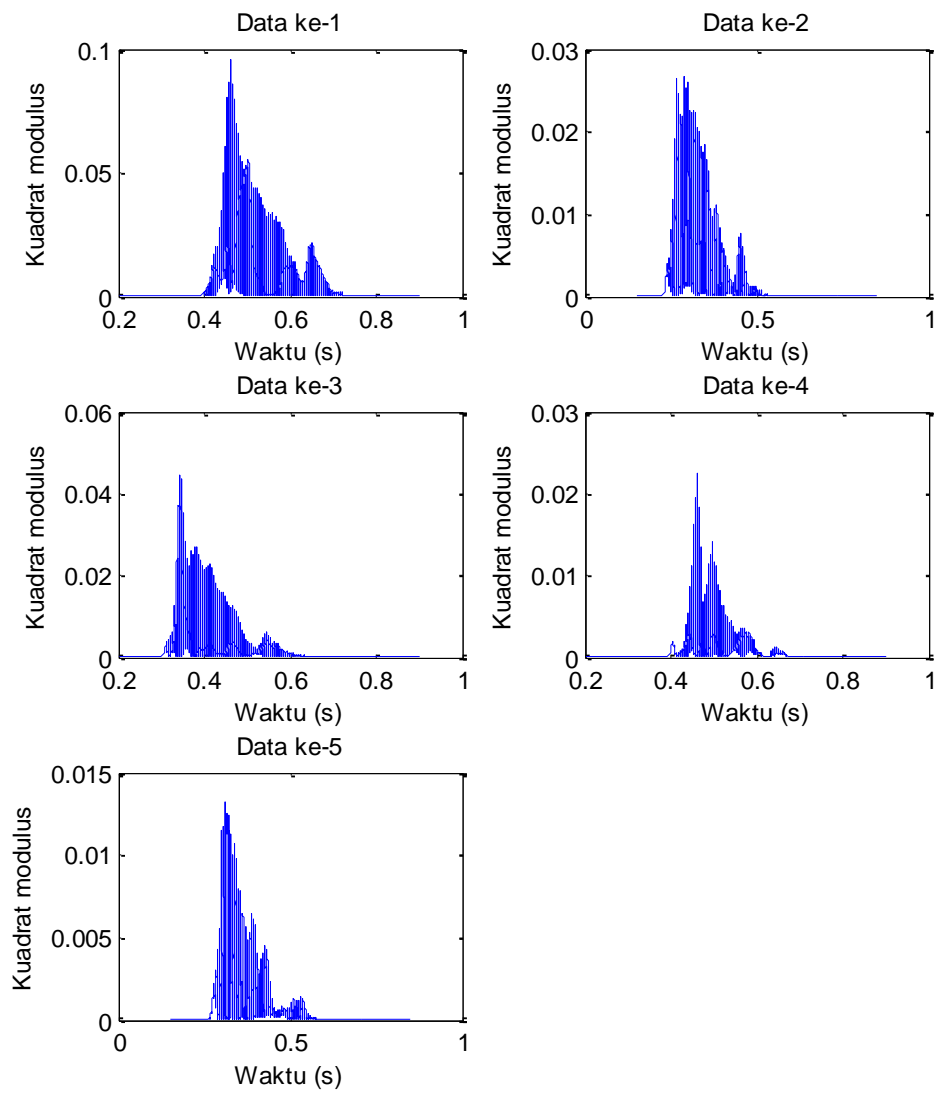 Data ke-1
Kuadrat modulus
0.1
0.05
0
0.2 0.4 0.6 0.8 1
Waktu (s)
Data ke-2
Kuadrat modulus
0.03
0.02
0.01
0
0 0.5 1
Waktu (s)
Data ke-3
Kuadrat modulus
0.06
0.04
0.02
0
0.2 0.4 0.6 0.8 1
Waktu (s)
Data ke-4
Kuadrat modulus
0.03
0.02
0.01
0
0.2 0.4 0.6 0.8 1
Waktu (s)
Data ke-5
Kuadrat modulus
0.015
0.01
0.005
0
0 0.5 1
Waktu (s)